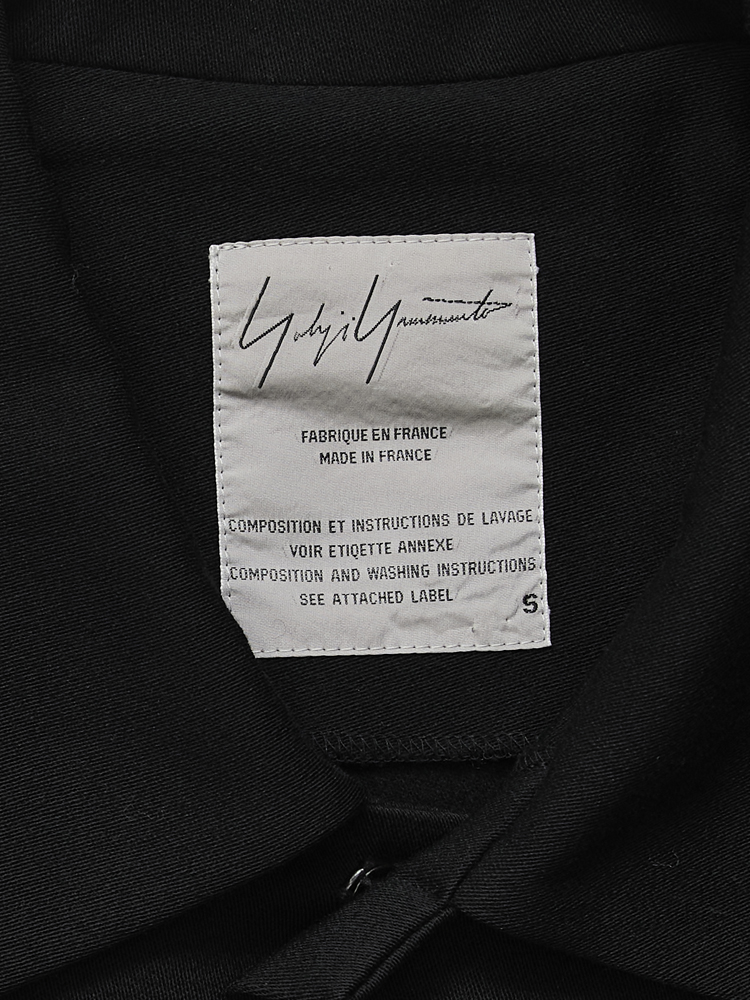 Yohji Yamamoto
FABRIQUE EN FRANCE
MADE IN FRANCE
COMPOSITION ET INSTRUCTIONS DE LAVAGE
VOIR ETIQETTE ANNEXE
COMPOSITION AND WASHING INSTRUCTIONS
SEE ATTACHED LABEL
S